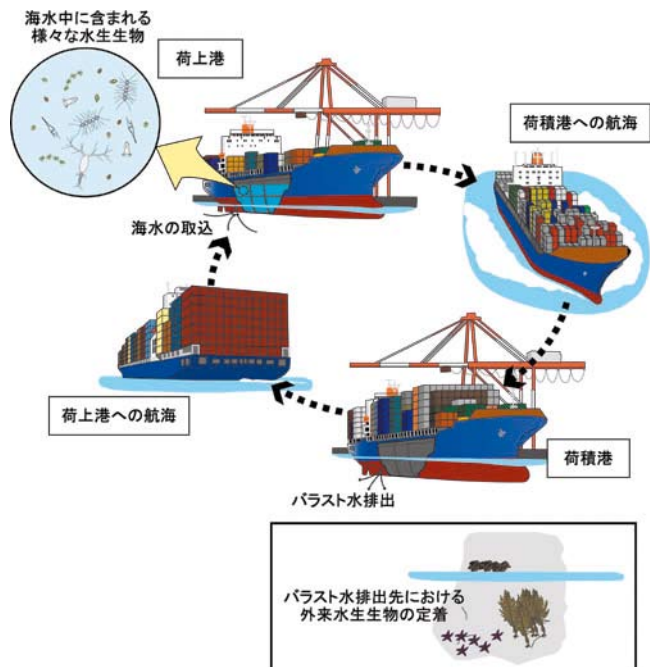 海水中に含まれる
様々な水生生物
荷上港
荷積港への航海
海水の取込
荷上港への航海
荷積港
バラスト水排出
バラスト水排出先における
外来水生生物の定着